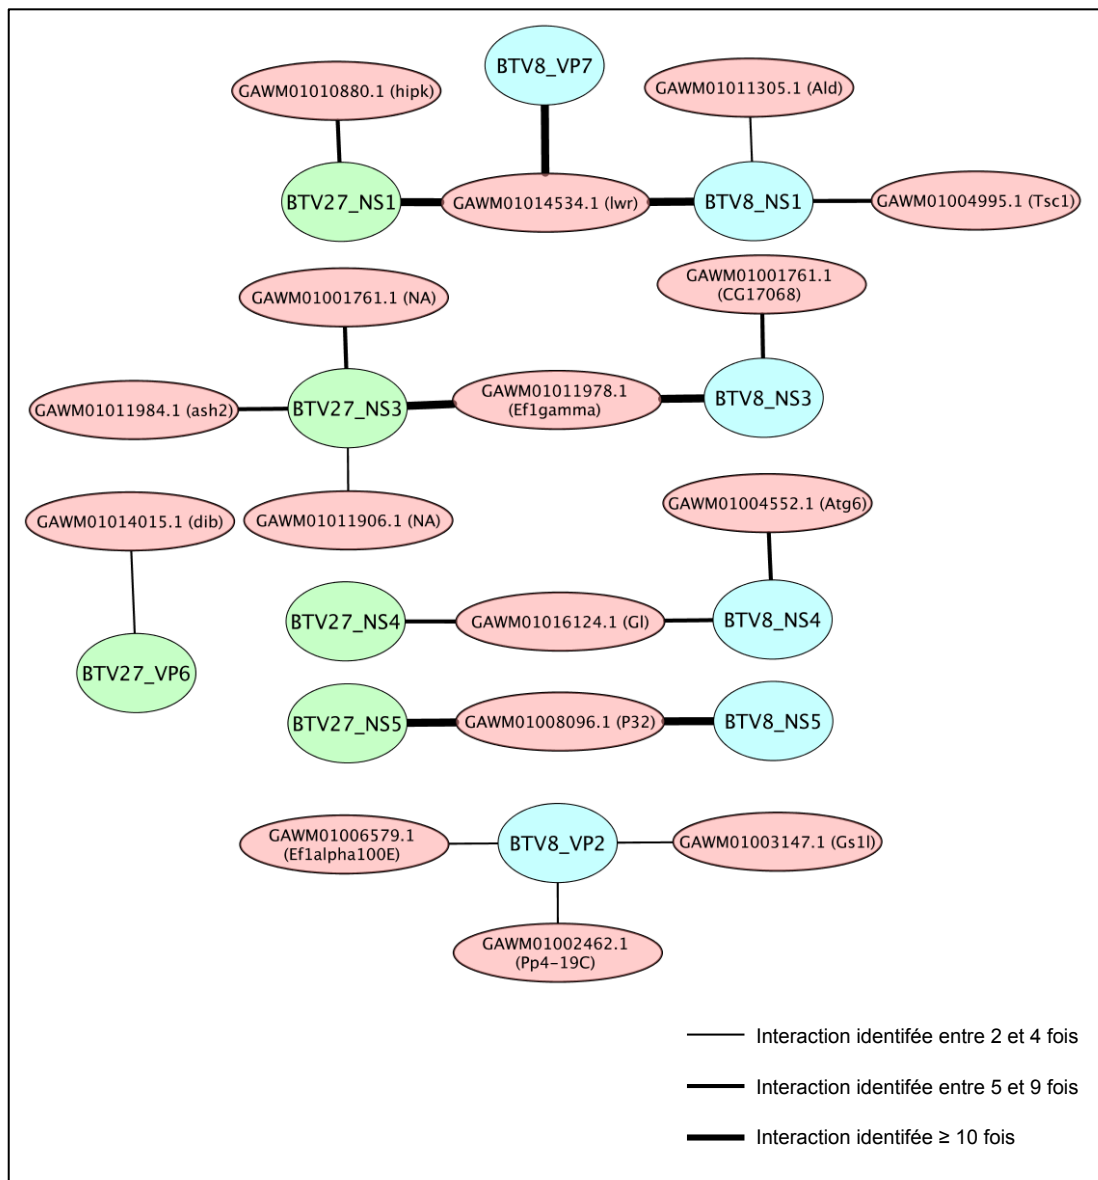 BTV8_VP7
GAWM01010880.1 (hipk)
GAWM01011305.1 (Ald)
BTV27_NS1
GAWM01014534.1 (lwr)
BTV8_NS1
GAWM01004995.1 (Tsc1)
GAWM01001761.1 (NA)
GAWM01001761.1
(CG17068)
GAWM01011984.1 (ash2)
BTV27_NS3
GAWM01011978.1
(Ef1gamma)
BTV8_NS3
GAWM01014015.1 (dib)
GAWM01011906.1 (NA)
GAWM01004552.1 (Atg6)
BTV27_NS4
GAWM01016124.1 (Gl)
BTV8_NS4
BTV27_VP6
BTV27_NS5
GAWM01008096.1 (P32)
BTV8_NS5
GAWM01006579.1
(Ef1alpha100E)
BTV8_VP2
GAWM01003147.1 (Gs1l)
GAWM01002462.1
(Pp4-19C)
Interaction identifée entre 2 et 4 fois
Interaction identifée entre 5 et 9 fois
Interaction identifée ≥ 10 fois